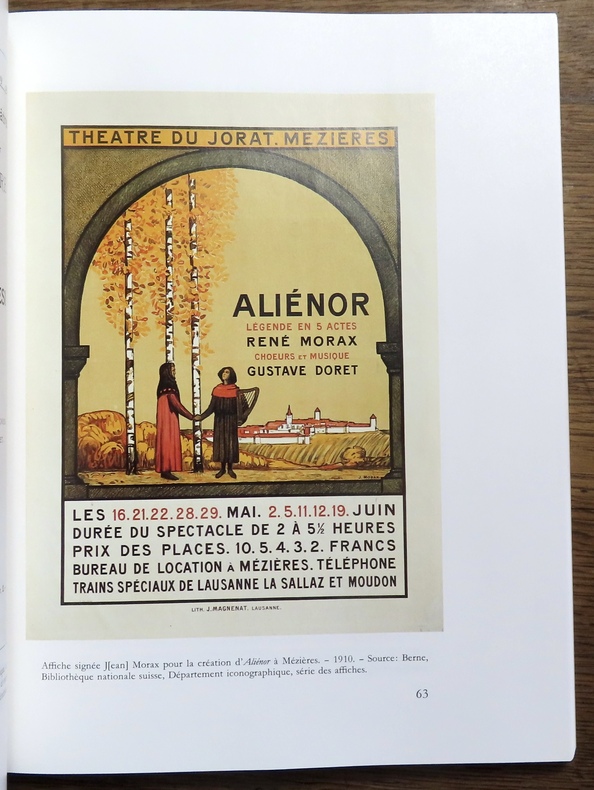 THEATRE DU JORAT. MEZIERES
ALIÉNOR
LÉGENDE EN 5 ACTES
RENÉ MORAX
CHOEURS ET MUSIQUE
GUSTAVE DORET
J. MORAX
LES 16.21.22.28.29. MAI. 2.5.11.12.19. JUIN
DURÉE DU SPECTACLE DE 2 À 5½ HEURES
PRIX DES PLACES. 10.5.4.3.2. FRANCS
BUREAU DE LOCATION À MÉZIÈRES. TÉLÉPHONE
TRAINS SPÉCIAUX DE LAUSANNE LA SALLAZ ET MOUDON
LITH. J. MAGNENAT. LAUSANNE.
Affiche signée J[ean] Morax pour la création d'Aliénor à Mézières. – 1910. – Source: Berne,
Bibliothèque nationale suisse, Département iconographique, série des affiches.
63